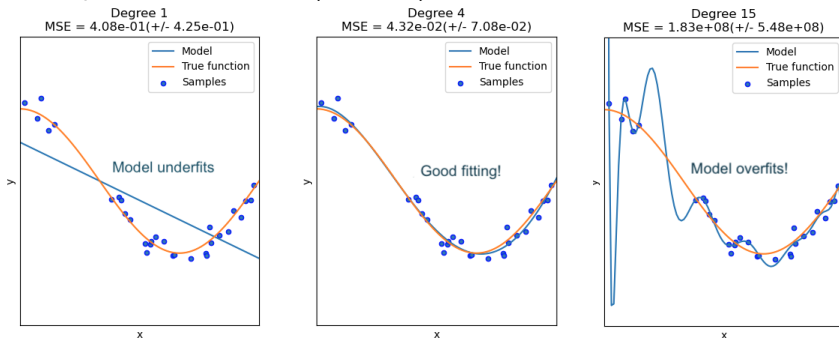 Degree 1
MSE = 4.08e-01(+/- 4.25e-01)
Model
True function
Samples
Model underfits
y
x
Degree 4
MSE = 4.32e-02(+/- 7.08e-02)
Model
True function
Samples
Good fitting!
y
x
Degree 15
MSE = 1.83e+08(+/- 5.48e+08)
Model
True function
Samples
Model overfits!
y
x